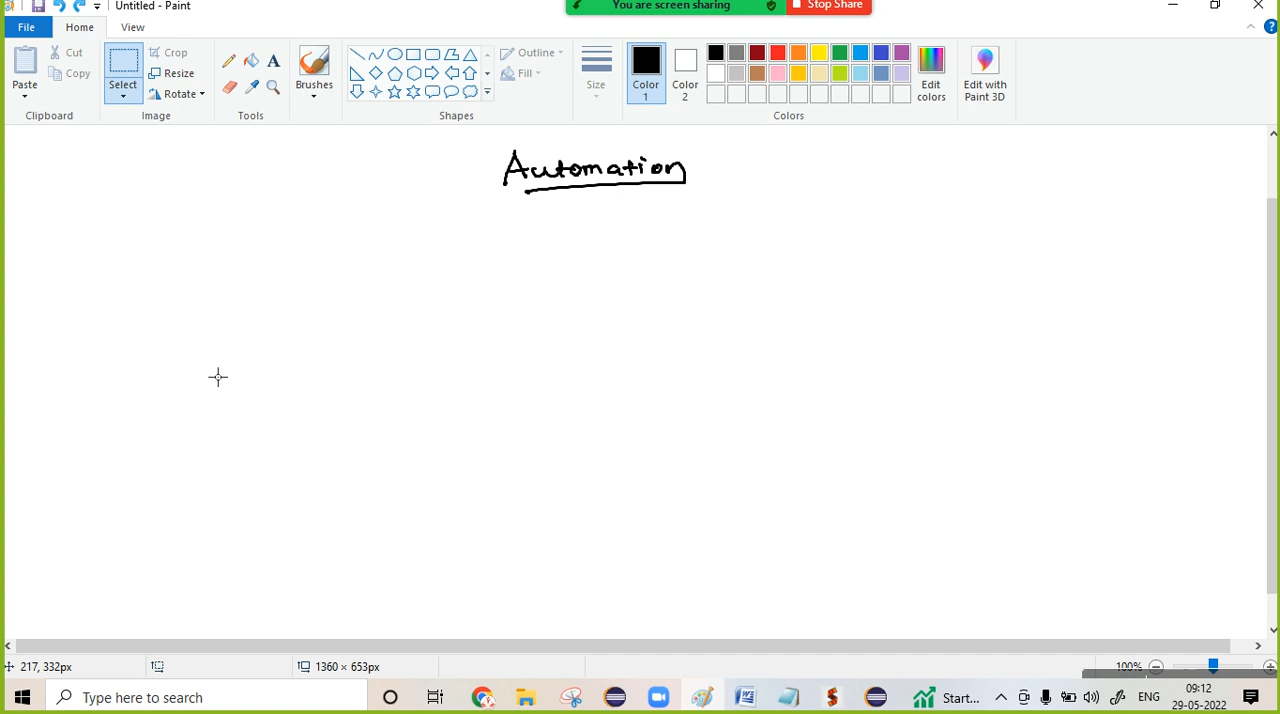 Untitled - Paint
You are screen sharing
Stop Share
File Home View
Paste
Cut
Copy
Clipboard
Select
Crop
Resize
Rotate
Image
Tools
Brushes
Shapes
Outline
Fill
Size
Color 1
Color 2
Edit colors
Colors
Edit with Paint 3D
Automation
217, 332px
1360 × 653px
100%
Type here to search
Start...
ENG
09:12
29-05-2022